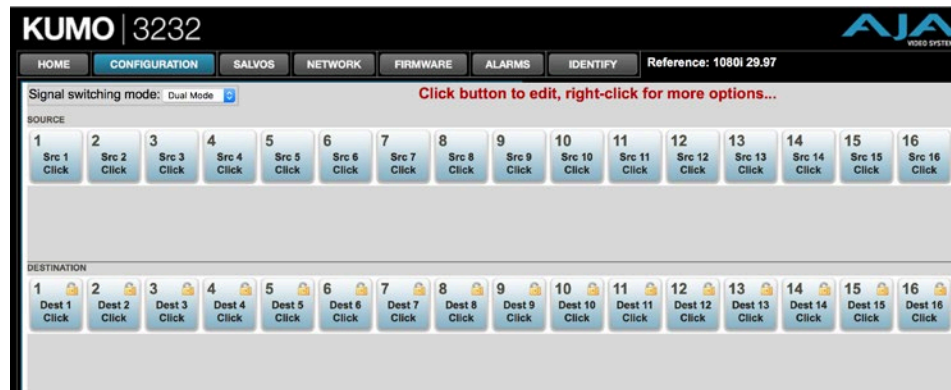 KUMO | 3232
AJA
VIDEO SYSTEM
HOME CONFIGURATION SALVOS NETWORK FIRMWARE ALARMS IDENTIFY Reference: 1080i 29.97
Signal switching mode: Dual Mode Click button to edit, right-click for more options...
SOURCE
1 2 3 4 5 6 7 8 9 10 11 12 13 14 15 16
Src 1 Src 2 Src 3 Src 4 Src 5 Src 6 Src 7 Src 8 Src 9 Src 10 Src 11 Src 12 Src 13 Src 14 Src 15 Src 16
Click Click Click Click Click Click Click Click Click Click Click Click Click Click Click Click
DESTINATION
1 2 3 4 5 6 7 8 9 10 11 12 13 14 15 16
Dest 1 Dest 2 Dest 3 Dest 4 Dest 5 Dest 6 Dest 7 Dest 8 Dest 9 Dest 10 Dest 11 Dest 12 Dest 13 Dest 14 Dest 15 Dest 16
Click Click Click Click Click Click Click Click Click Click Click Click Click Click Click Click